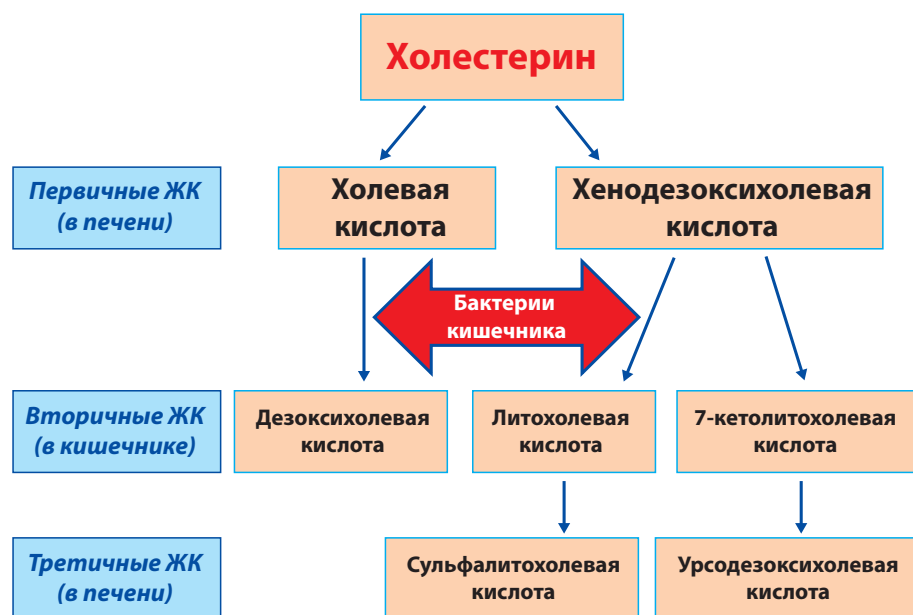 Холестерин
Первичные ЖК
(в печени)
Холевая
кислота
Хенодезоксихолевая
кислота
Бактерии
кишечника
Вторичные ЖК
(в кишечнике)
Дезоксихолевая
кислота
Литохолевая
кислота
7-кетолитохолевая
кислота
Третичные ЖК
(в печени)
Сульфалитохолевая
кислота
Урсодезоксихолевая
кислота